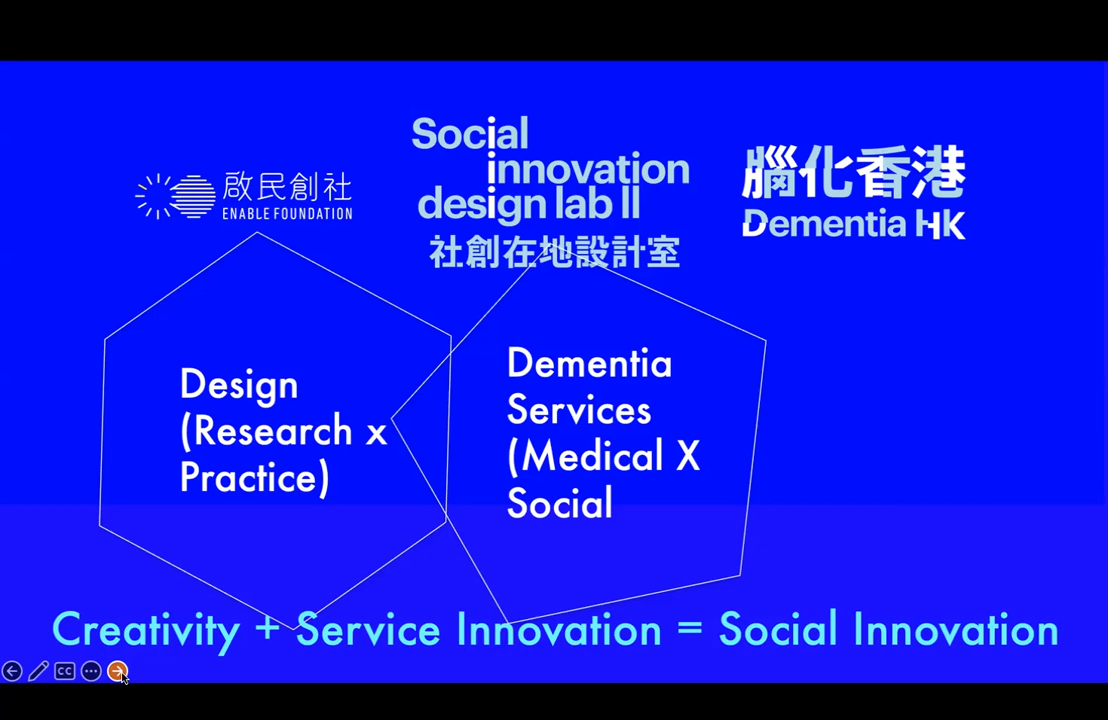 啟民創社
ENABLE FOUNDATION
Social
innovation
design lab II
社創在地設計室
腦化香港
Dementia HK
Design
(Research x
Practice)
Dementia
Services
(Medical X
Social
Creativity + Service Innovation = Social Innovation
CC